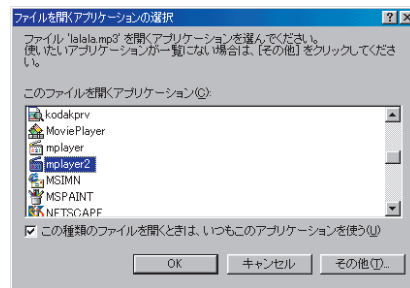 ファイルを開くアプリケーションの選択
ファイル 'lalala.mp3' を開くアプリケーションを選んでください。
使いたいアプリケーションが一覧にない場合は、[その他] をクリックしてくださ
い。
このファイルを開くアプリケーション(C):
kodakprv
MoviePlayer
mplayer
mplayer2
MSIMN
MSPAINT
NETSCAPE
この種類のファイルを開くときは、いつもこのアプリケーションを使う(U)
OK キャンセル その他(T)...